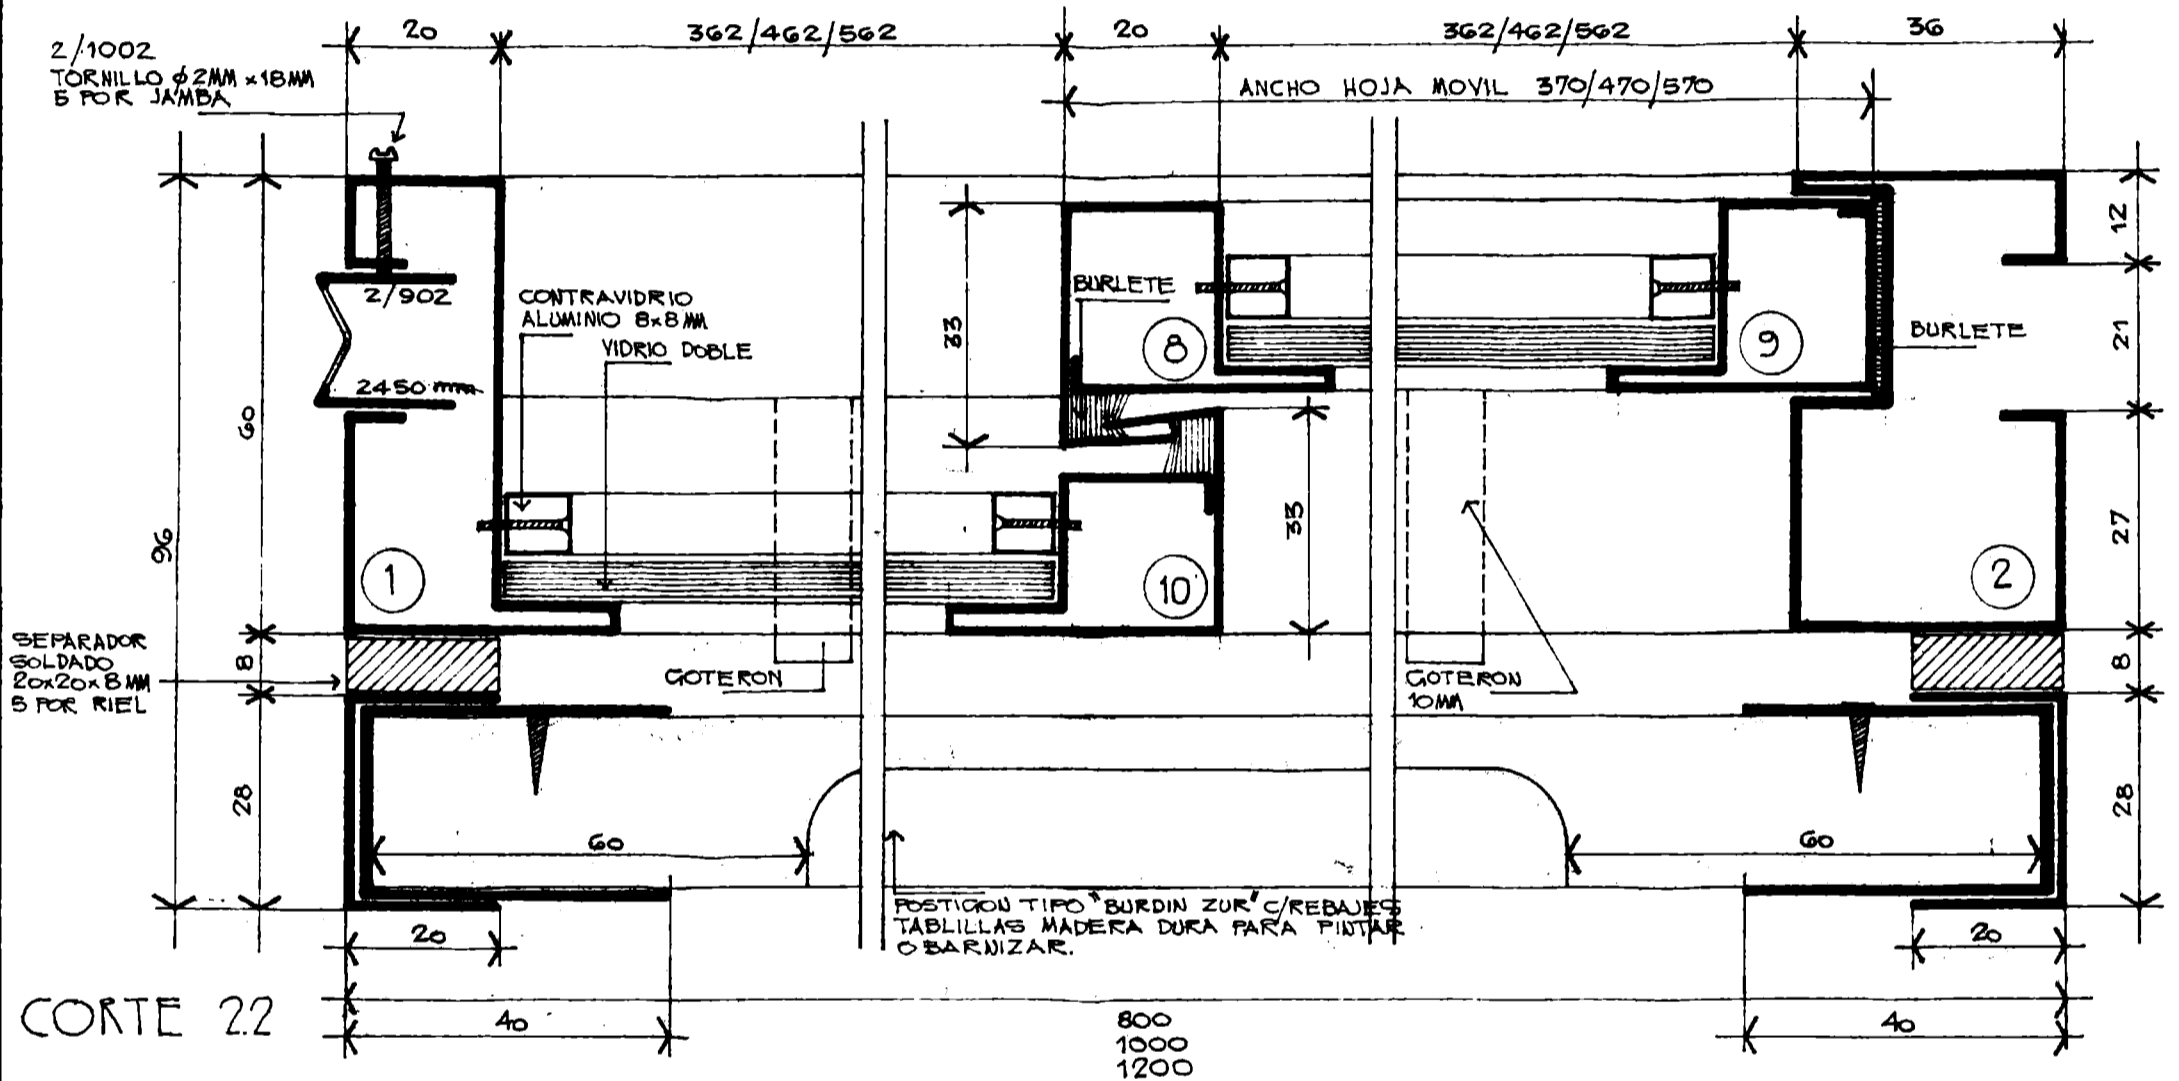 20
362/462/562
20
362/462/562
36
2/1002
TORNILLO ϕ2MM x 18MM
5 POR JAMBA
ANCHO HOJA MOVIL 370/470/570
12
2/902
CONTRAVIDRIO
ALUMINIO 8x8 MM
VIDRIO DOBLE
BURLETE
33
8
9
BURLETE
21
2450 mm
60
96
33
27
1
10
2
SEPARADOR
SOLDADO
20x20x8 MM
5 POR RIEL
8
GOTERON
GOTERON
10MM
8
28
28
60
60
POSTIGON TIPO "BURDIN ZUR" C/REBAJES
TABLILLAS MADERA DURA PARA PINTAR
O BARNIZAR.
20
20
CORTE 2.2
40
800
1000
1200
40